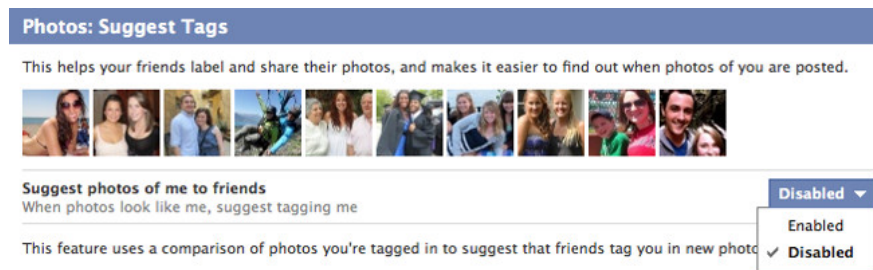 Photos: Suggest Tags
This helps your friends label and share their photos, and makes it easier to find out when photos of you are posted.
Suggest photos of me to friends
Disabled
When photos look like me, suggest tagging me
Enabled
This feature uses a comparison of photos you're tagged in to suggest that friends tag you in new
✓ Disabled